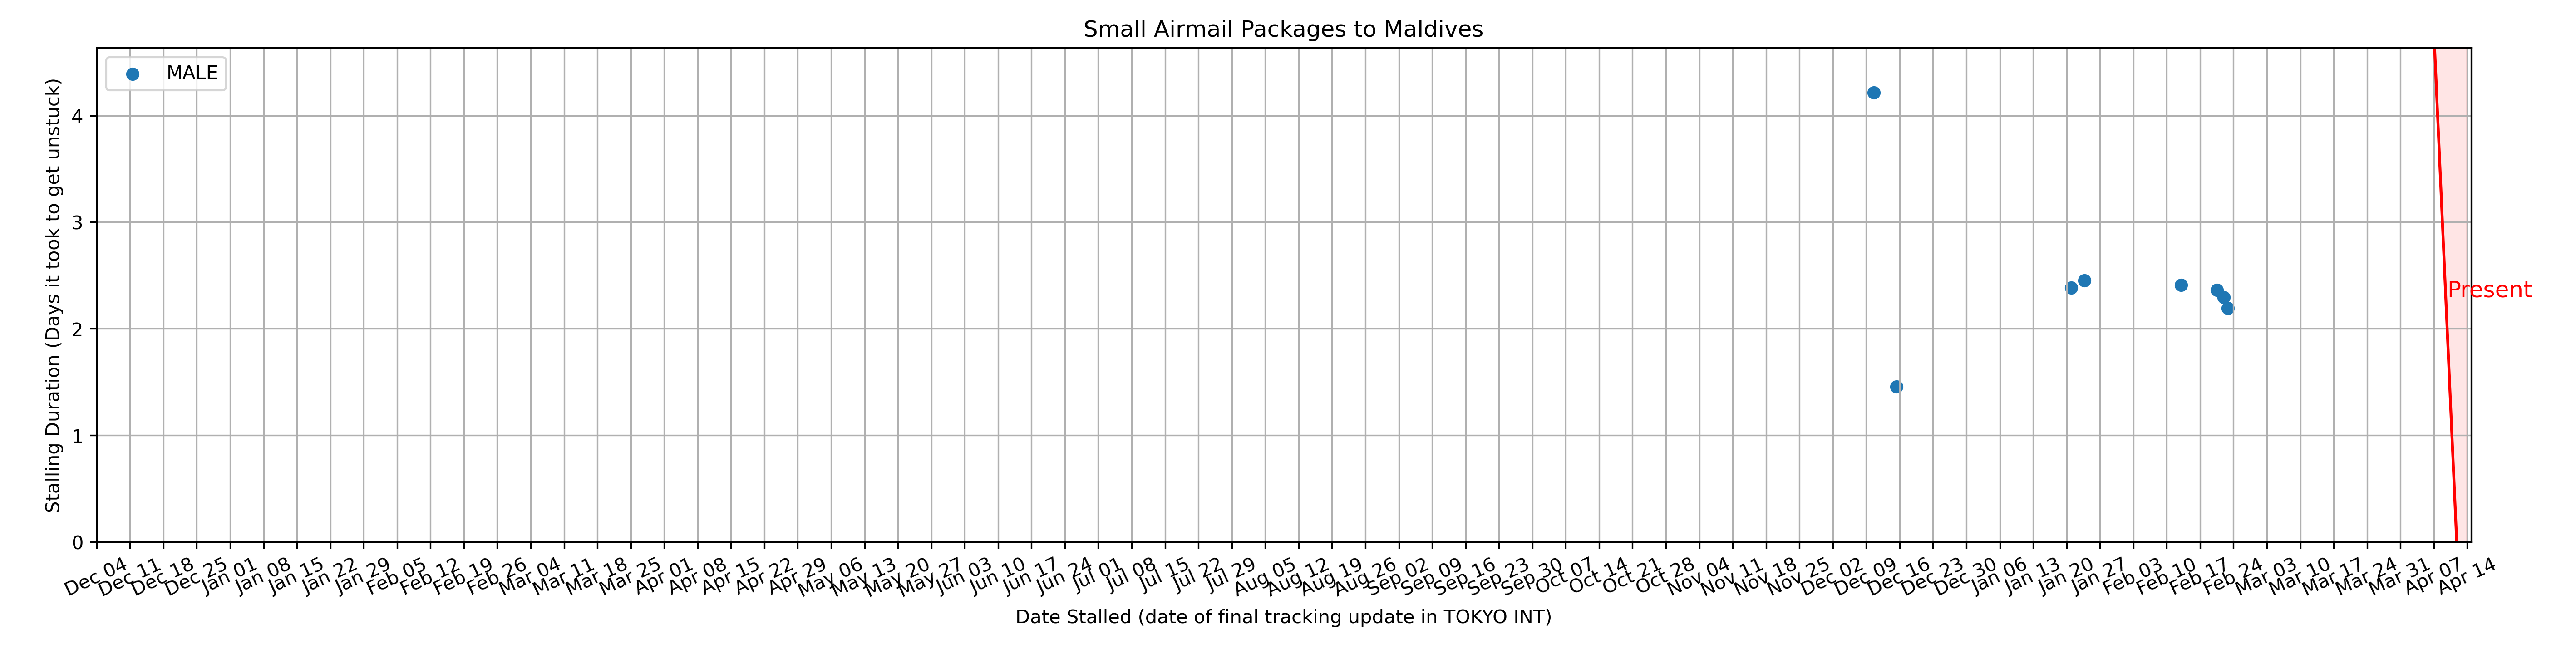 Small Airmail Packages to Maldives
MALE
Stalling Duration (Days it took to get unstuck)
4
3
2
1
0
Present
Dec 04 Dec 11 Dec 18 Dec 25 Jan 01 Jan 08 Jan 15 Jan 22 Jan 29 Feb 05 Feb 12 Feb 19 Feb 26 Mar 04 Mar 11 Mar 18 Mar 25 Apr 01 Apr 08 Apr 15 Apr 22 Apr 29 May 06 May 13 May 20 May 27 Jun 03 Jun 10 Jun 17 Jun 24 Jul 01 Jul 08 Jul 15 Jul 22 Jul 29 Aug 05 Aug 12 Aug 19 Aug 26 Sep 02 Sep 09 Sep 16 Sep 23 Sep 30 Oct 07 Oct 14 Oct 21 Oct 28 Nov 04 Nov 11 Nov 18 Nov 25 Dec 02 Dec 09 Dec 16 Dec 23 Dec 30 Jan 06 Jan 13 Jan 20 Jan 27 Feb 03 Feb 10 Feb 17 Feb 24 Mar 03 Mar 10 Mar 17 Mar 24 Mar 31 Apr 07 Apr 14
Date Stalled (date of final tracking update in TOKYO INT)